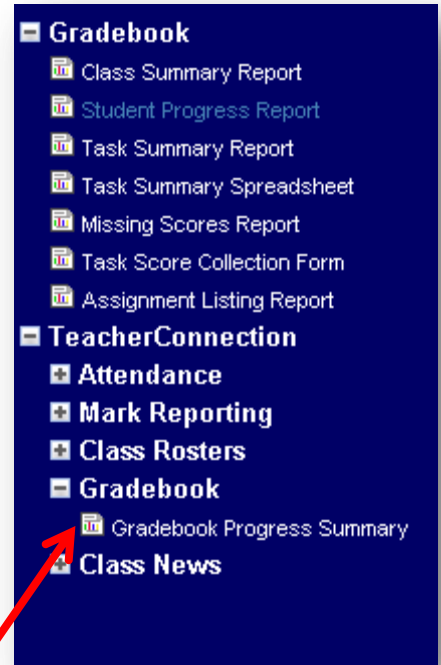 Gradebook
Class Summary Report
Student Progress Report
Task Summary Report
Task Summary Spreadsheet
Missing Scores Report
Task Score Collection Form
Assignment Listing Report
TeacherConnection
Attendance
Mark Reporting
Class Rosters
Gradebook
Gradebook Progress Summary
Class News